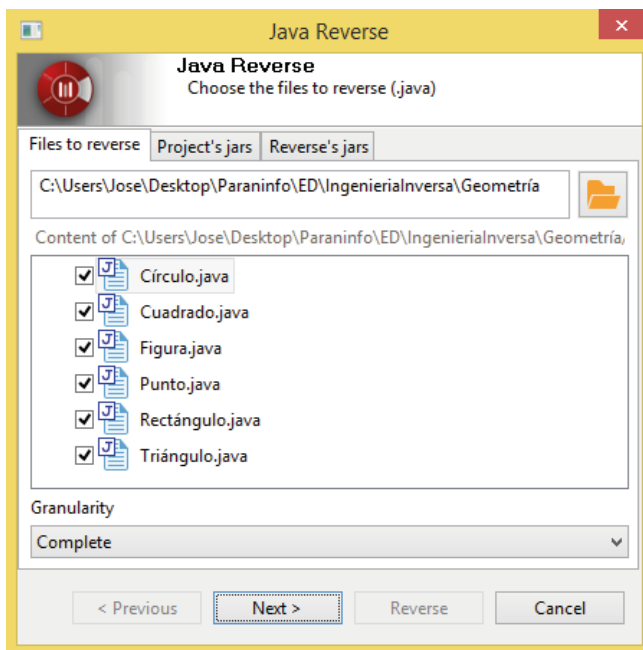 Java Reverse
Java Reverse
Choose the files to reverse (.java)
Files to reverse Project's jars Reverse's jars
C:\Users\Jose\Desktop\Paraninfo\ED\IngenieriaInversa\Geometría
Content of C:\Users\Jose\Desktop\Paraninfo\ED\IngenieriaInversa\Geometría/
Círculo.java
Cuadrado.java
Figura.java
Punto.java
Rectángulo.java
Triángulo.java
Granularity
Complete
< Previous Next > Reverse Cancel